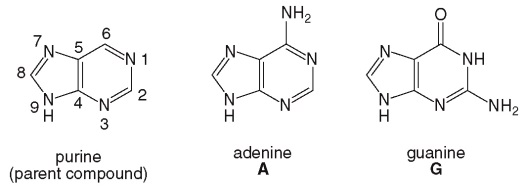 7
5
6
N
N
1
8
9
N
H
4
N
3
2
purine
(parent compound)
NH2
N
N
N
H
N
adenine
A
O
N
NH
N
H
N
NH2
guanine
G